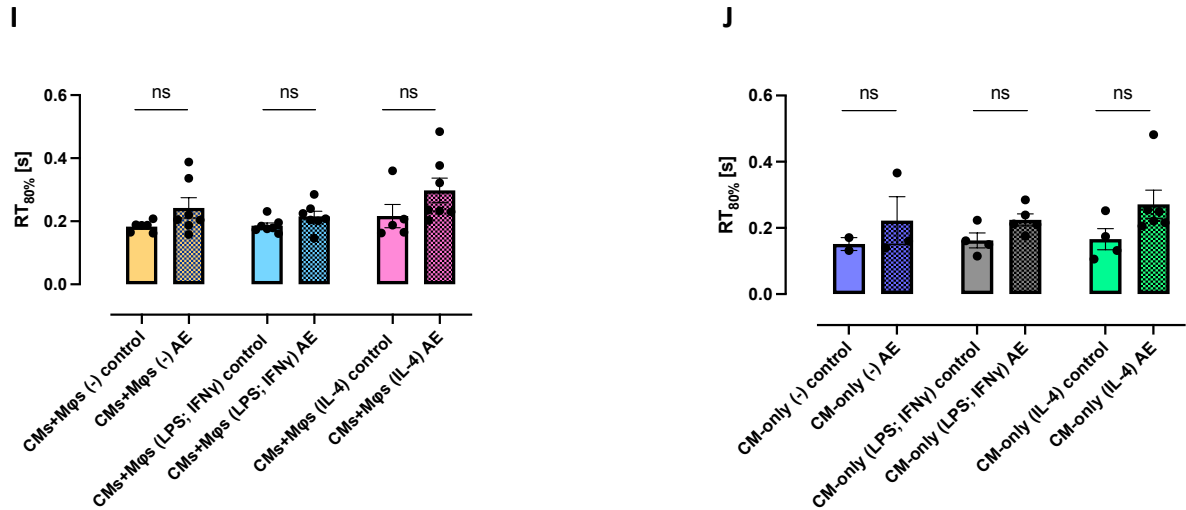 I
RT80% [s]
0.6
0.4
0.2
0.0
ns
ns
ns
CMs+Mφs (-) control
CMs+Mφs (-) AE
CMs+Mφs (LPS; IFNγ) control
CMs+Mφs (LPS; IFNγ) AE
CMs+Mφs (IL-4) control
CMs+Mφs (IL-4) AE
J
RT80% [s]
0.6
0.4
0.2
0.0
ns
ns
ns
CM-only (-) control
CM-only (-) AE
CM-only (LPS; IFNγ) control
CM-only (LPS; IFNγ) AE
CM-only (IL-4) control
CM-only (IL-4) AE